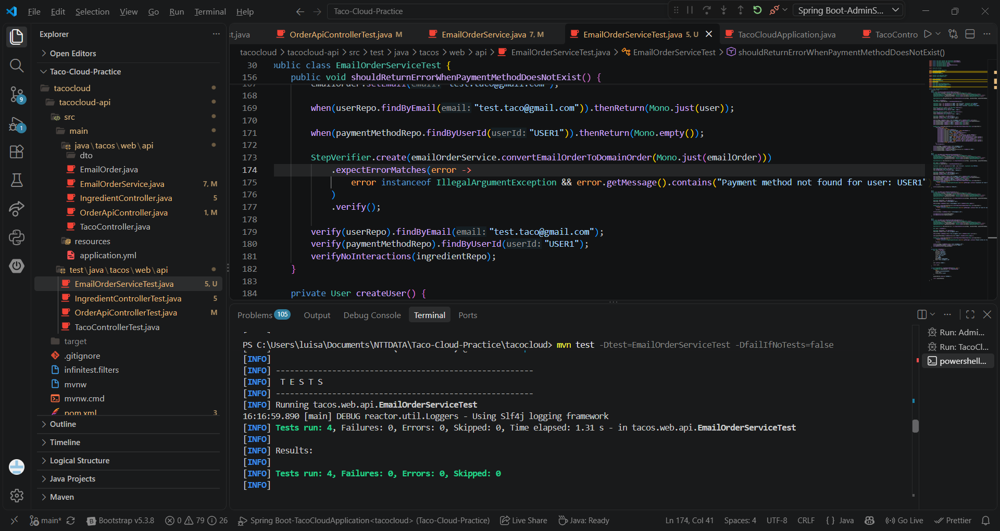 File Edit Selection View Go Run Terminal Help
Taco-Cloud-Practice
Spring Boot-AdminS...
Explorer
Open Editors
Taco-Cloud-Practice
tacocloud
tacocloud-api
src
main
java\tacos\web\api
dto
EmailOrder.java
EmailOrderService.java 7, M
IngredientController.java 5
OrderApiController.java 1, M
TacoController.java
resources
application.yml
test\java\tacos\web\api
EmailOrderServiceTest.java 5, U
IngredientControllerTest.java 5
OrderApiControllerTest.java M
TacoControllerTest.java
target
.gitignore
infinitest.filters
mvnw
mvnw.cmd
pom.xml 3
Outline
Timeline
Logical Structure
Java Projects
Maven
9
1
t.java OrderApiControllerTest.java M EmailOrderService.java 7, M EmailOrderServiceTest.java 5, U TacoCloudApplication.java TacoContro
tacocloud > tacocloud-api > src > test > java > tacos > web > api > EmailOrderServiceTest.java > EmailOrderServiceTest > shouldReturnErrorWhenPaymentMethodDoesNotExist()
30 public class EmailOrderServiceTest {
156 public void shouldReturnErrorWhenPaymentMethodDoesNotExist() {
167 emailOrder.setEmail(email: "test.taco@gmail.com");
168
169 when(userRepo.findByEmail(email: "test.taco@gmail.com")).thenReturn(Mono.just(user));
170
171 when(paymentMethodRepo.findByUserId(userId: "USER1")).thenReturn(Mono.empty());
172
173 StepVerifier.create(emailOrderService.convertEmailOrderToDomainOrder(Mono.just(emailOrder)))
174 .expectErrorMatches(error ->
175 error instanceof IllegalArgumentException && error.getMessage().contains("Payment method not found for user: USER1")
176 )
177 .verify();
178
179 verify(userRepo).findByEmail(email: "test.taco@gmail.com");
180 verify(paymentMethodRepo).findByUserId(userId: "USER1");
181 verifyNoInteractions(ingredientRepo);
182 }
183
184 private User createUser() {
Problems 105 Output Debug Console Terminal Ports
PS C:\Users\luisa\Documents\NTTDATA\Taco-Cloud-Practice\tacocloud> mvn test -Dtest=EmailOrderServiceTest -DfailIfNoTests=false
[INFO]
[INFO] -------------------------------------------------------
[INFO]  T E S T S
[INFO] -------------------------------------------------------
[INFO] Running tacos.web.api.EmailOrderServiceTest
16:16:59.890 [main] DEBUG reactor.util.Loggers - Using Slf4j logging framework
[INFO] Tests run: 4, Failures: 0, Errors: 0, Skipped: 0, Time elapsed: 1.31 s - in tacos.web.api.EmailOrderServiceTest
[INFO]
[INFO] Results:
[INFO]
[INFO] Tests run: 4, Failures: 0, Errors: 0, Skipped: 0
[INFO]
Run: Admi...
Run: TacoCl...
powershell...
main* Bootstrap v5.3.8 0 79 26 Spring Boot-TacoCloudApplication<tacocloud> (Taco-Cloud-Practice) Live Share Java: Ready Ln 174, Col 41 Spaces: 4 UTF-8 CRLF { } Java Go Live Prettier